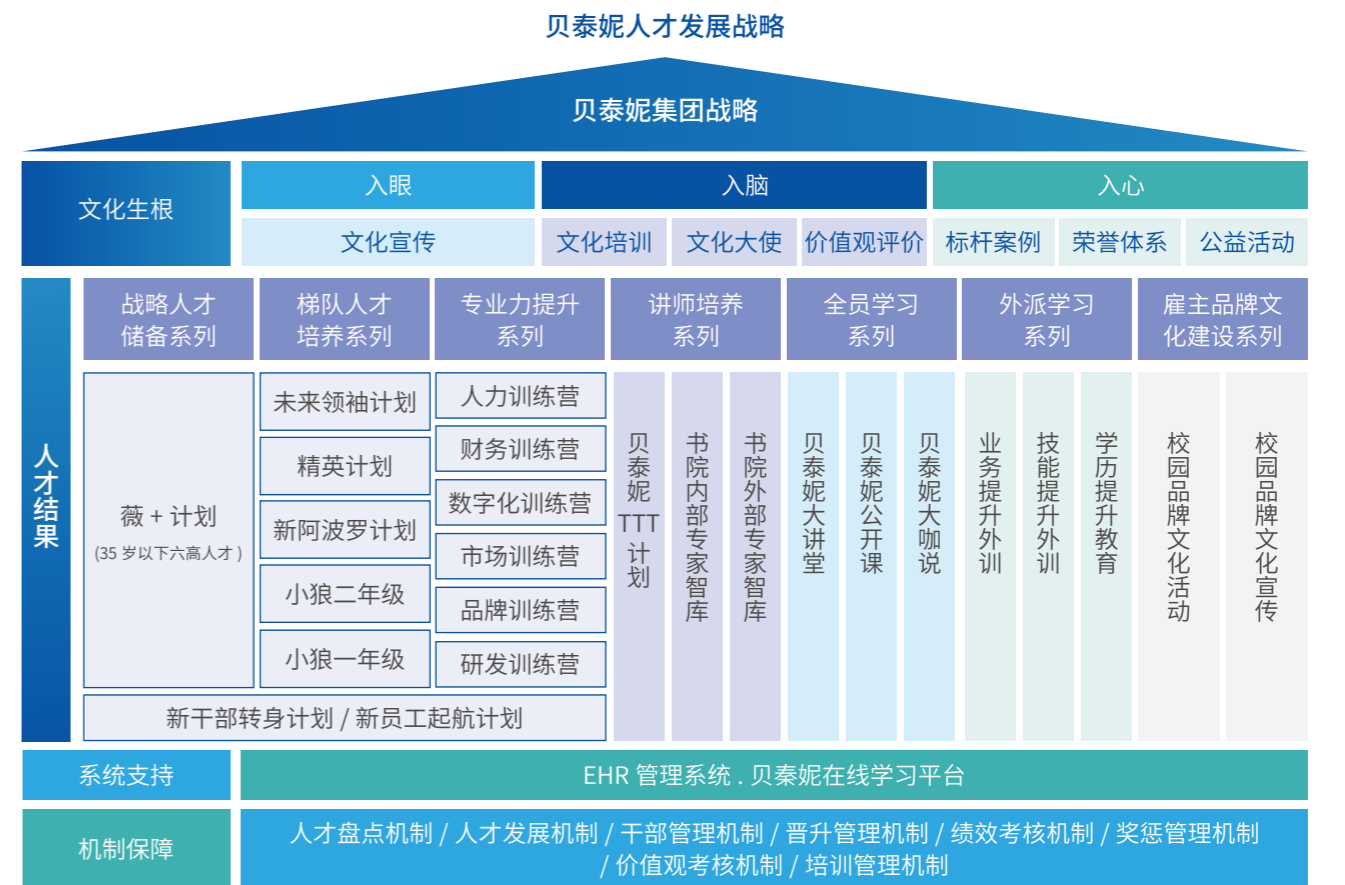 贝泰妮人才发展战略
贝泰妮集团战略
文化生根
入眼
入脑
入心
文化宣传
文化培训
文化大使
价值观评价
标杆案例
荣誉体系
公益活动
人才结果
战略人才
储备系列
梯队人才
培养系列
专业力提升
系列
讲师培养
系列
全员学习
系列
外派学习
系列
雇主品牌文
化建设系列
薇 + 计划
(35 岁以下六高人才 )
未来领袖计划
精英计划
新阿波罗计划
小狼二年级
小狼一年级
人力训练营
财务训练营
数字化训练营
市场训练营
品牌训练营
研发训练营
新干部转身计划 / 新员工起航计划
贝泰妮 TTT 计划
书院内部专家智库
书院外部专家智库
贝泰妮大讲堂
贝泰妮公开课
贝泰妮大咖说
业务提升外训
技能提升外训
学历提升教育
校园品牌文化活动
校园品牌文化宣传
系统支持
EHR 管理系统 . 贝秦妮在线学习平台
机制保障
人才盘点机制 / 人才发展机制 / 干部管理机制 / 晋升管理机制 / 绩效考核机制 / 奖惩管理机制
/ 价值观考核机制 / 培训管理机制